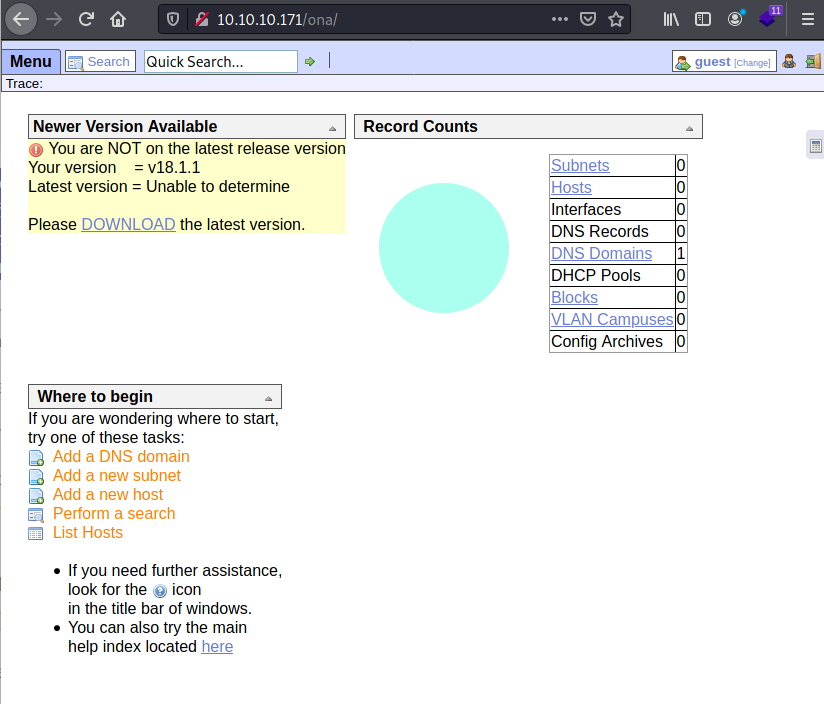 10.10.10.171/ona/
11
Menu
Search
Quick Search...
guest [Change]
Trace:
Newer Version Available
You are NOT on the latest release version
Your version = v18.1.1
Latest version = Unable to determine
Please DOWNLOAD the latest version.
Record Counts
Subnets 0
Hosts 0
Interfaces 0
DNS Records 0
DNS Domains 1
DHCP Pools 0
Blocks 0
VLAN Campuses 0
Config Archives 0
Where to begin
If you are wondering where to start,
try one of these tasks:
Add a DNS domain
Add a new subnet
Add a new host
Perform a search
List Hosts
• If you need further assistance,
look for the ? icon
in the title bar of windows.
• You can also try the main
help index located here